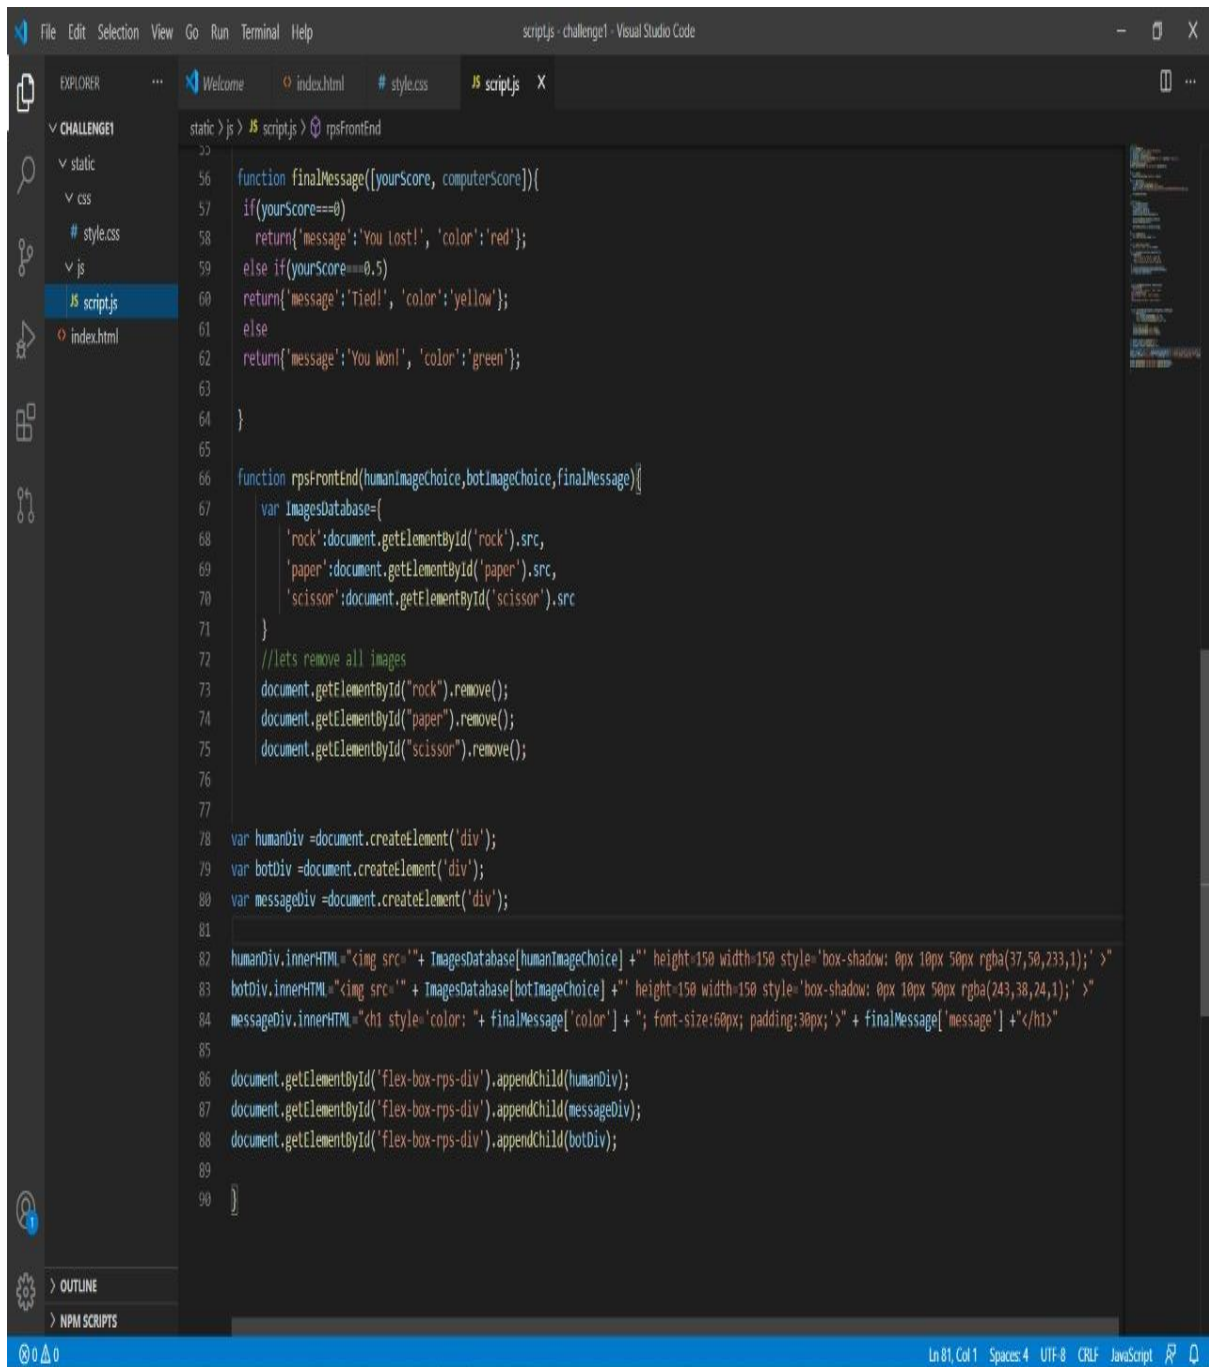 File Edit Selection View Go Run Terminal Help script.js - challenge1 - Visual Studio Code
EXPLORER
Welcome index.html # style.css JS script.js X
CHALLENGE1
static > js > JS script.js > rpsFrontEnd
static
css
# style.css
js
JS script.js
index.html
55
56 function finalMessage([yourScore, computerScore]){
57 if(yourScore===0)
58 return{'message':'You Lost!', 'color':'red'};
59 else if(yourScore===0.5)
60 return{'message':'Tied!', 'color':'yellow'};
61 else
62 return{'message':'You Won!', 'color':'green'};
63
64 }
65
66 function rpsFrontEnd(humanImageChoice,botImageChoice,finalMessage){
67 var ImagesDatabase={
68 'rock':document.getElementById('rock').src,
69 'paper':document.getElementById('paper').src,
70 'scissor':document.getElementById('scissor').src
71 }
72 //lets remove all images
73 document.getElementById("rock").remove();
74 document.getElementById("paper").remove();
75 document.getElementById("scissor").remove();
76
77
78 var humanDiv =document.createElement('div');
79 var botDiv =document.createElement('div');
80 var messageDiv =document.createElement('div');
81
82 humanDiv.innerHTML="<img src='"+ ImagesDatabase[humanImageChoice] +"' height=150 width=150 style='box-shadow: 0px 10px 50px rgba(37,50,233,1);' >"
83 botDiv.innerHTML="<img src='" + ImagesDatabase[botImageChoice] +"' height=150 width=150 style='box-shadow: 0px 10px 50px rgba(243,38,24,1);' >"
84 messageDiv.innerHTML="<h1 style='color: "+ finalMessage['color'] + "; font-size:60px; padding:30px;'>" + finalMessage['message'] +"</h1>"
85
86 document.getElementById('flex-box-rps-div').appendChild(humanDiv);
87 document.getElementById('flex-box-rps-div').appendChild(messageDiv);
88 document.getElementById('flex-box-rps-div').appendChild(botDiv);
89
90 }
1
OUTLINE
NPM SCRIPTS
0 0 Ln 81, Col 1 Spaces: 4 UTF-8 CRLF JavaScript